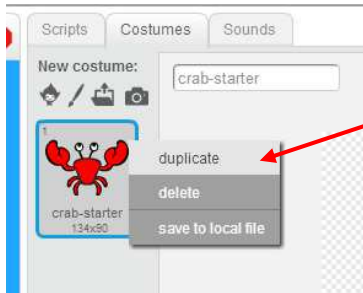 Scripts Costumes Sounds
New costume:
crab-starter
1
duplicate
delete
save to local file
crab-starter
134x90